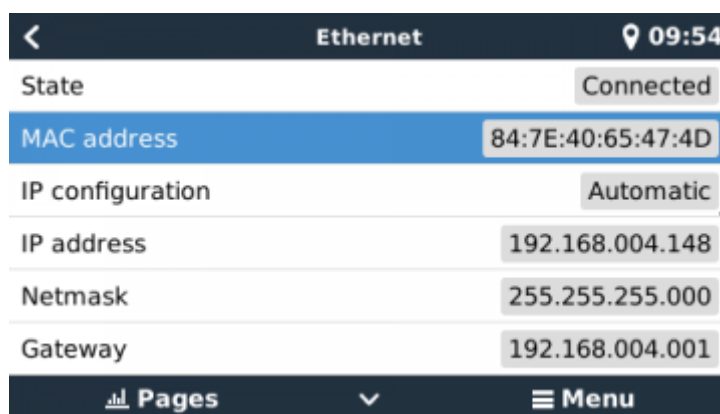 Ethernet 09:54
State Connected
MAC address 84:7E:40:65:47:4D
IP configuration Automatic
IP address 192.168.004.148
Netmask 255.255.255.000
Gateway 192.168.004.001
Pages Menu